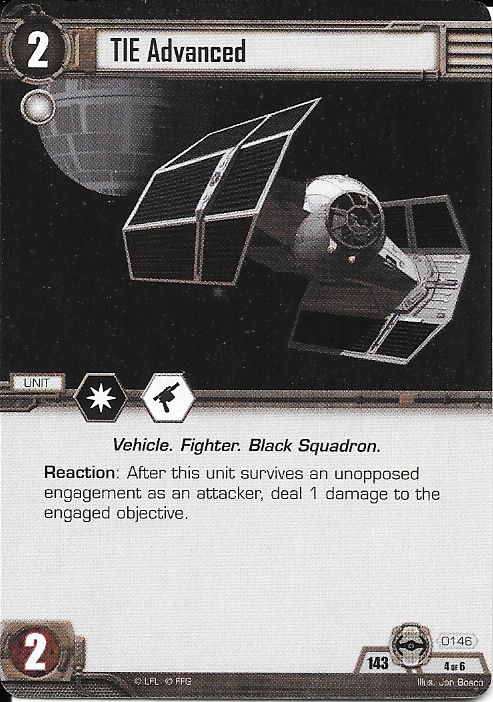 2
TIE Advanced
UNIT
Vehicle. Fighter. Black Squadron.
Reaction: After this unit survives an unopposed
engagement as an attacker, deal 1 damage to the
engaged objective.
2
0146
143
4 OF 6
© LFL © FFG
Illus. Jon Bosco